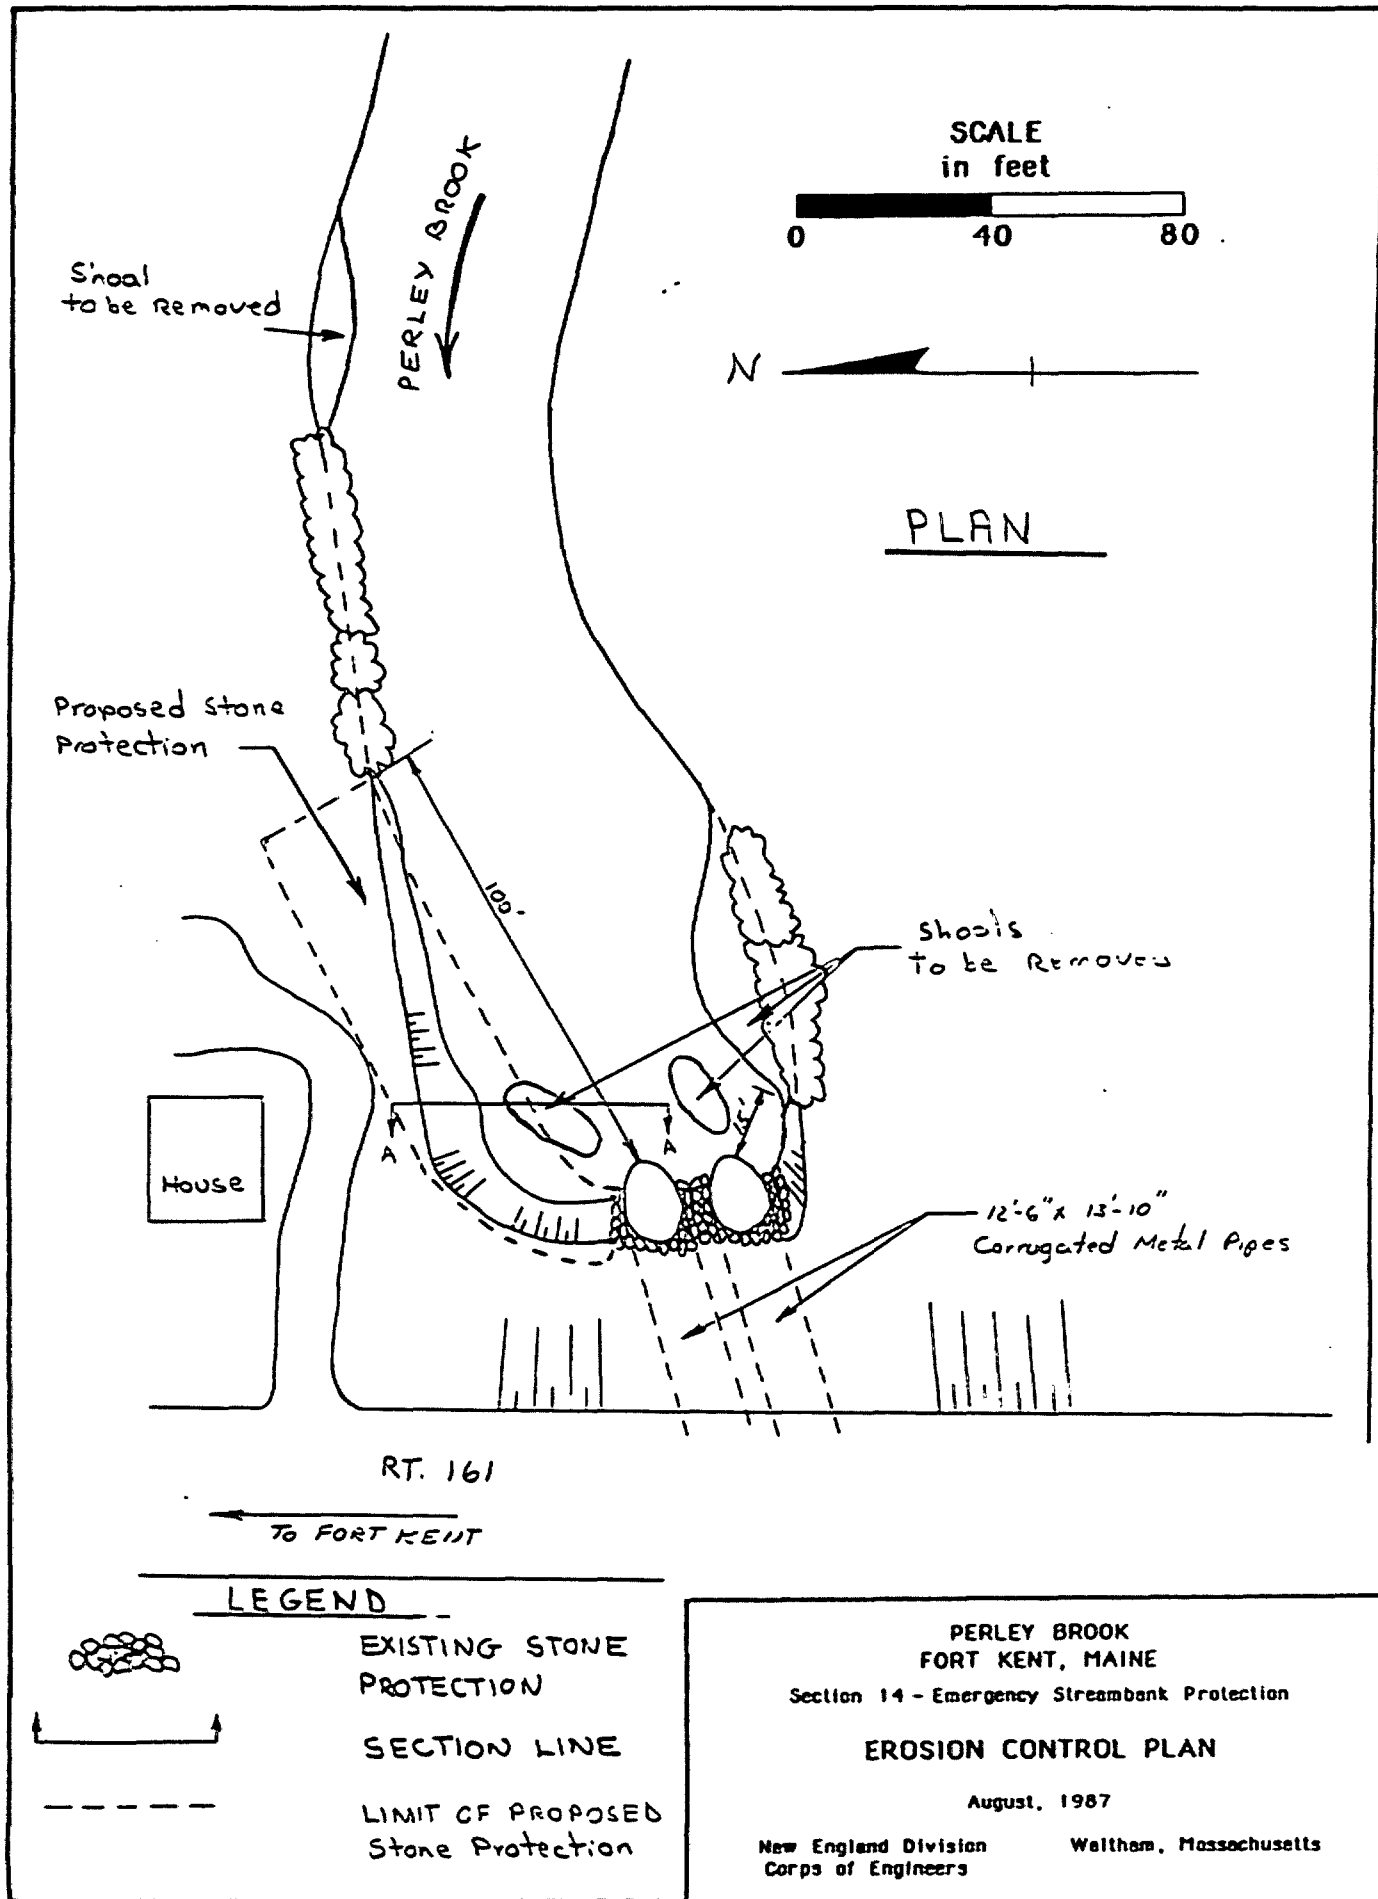 SCALE
in feet
0 40 80
PERLEY BROOK
Shoal
to be Removed
N
PLAN
Proposed Stone
Protection
100'
Shoals
To be Removed
15'
A
A
House
12'-6" x 13'-10"
Corrugated Metal Pipes
RT. 161
TO FORT KENT
LEGEND
EXISTING STONE
PROTECTION
SECTION LINE
LIMIT OF PROPOSED
Stone Protection
PERLEY BROOK
FORT KENT, MAINE
Section 14 - Emergency Streambank Protection
EROSION CONTROL PLAN
August, 1987
New England Division Waltham, Massachusetts
Corps of Engineers